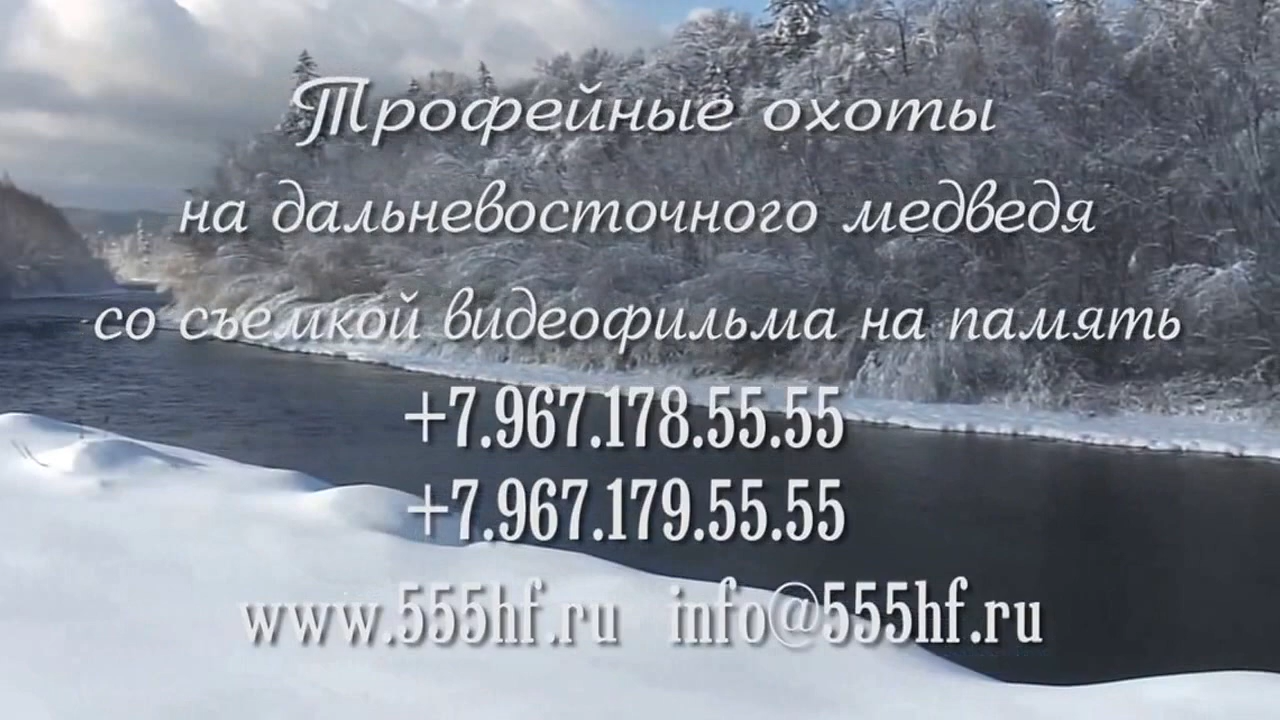 Трофейные охоты
на дальневосточного медведя
со съемкой видеофильма на память
+7.967.178.55.55
+7.967.179.55.55
www.555hf.ru info@555hf.ru